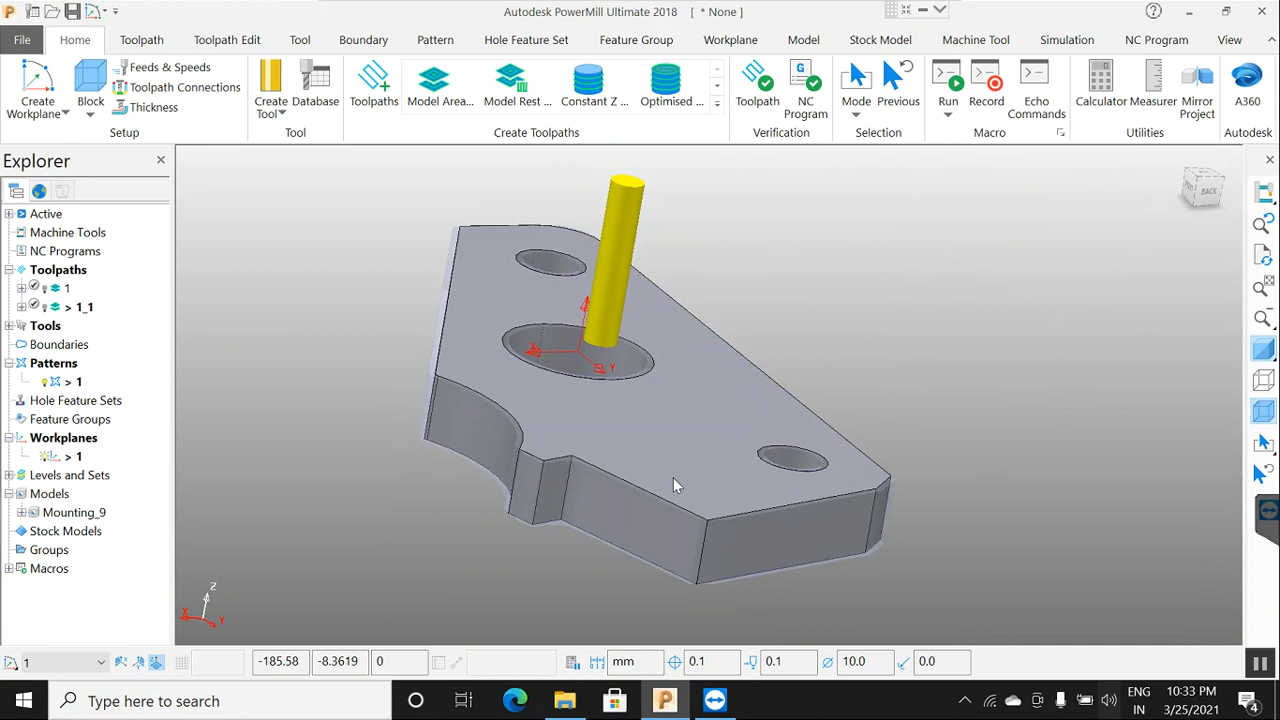 Autodesk PowerMill Ultimate 2018 [ * None ]
File Home Toolpath Toolpath Edit Tool Boundary Pattern Hole Feature Set Feature Group Workplane Model Stock Model Machine Tool Simulation NC Program View
Create Workplane
Block
Feeds & Speeds
Toolpath Connections
Thickness
Create Tool
Database
Toolpaths
Model Area...
Model Rest ...
Constant Z ...
Optimised ...
Toolpath
NC Program
Mode
Previous
Run
Record
Echo Commands
Calculator
Measurer
Mirror Project
A360
Setup Tool Create Toolpaths Verification Selection Macro Utilities Autodesk
Explorer
Active
Machine Tools
NC Programs
Toolpaths
1
> 1_1
Tools
Boundaries
Patterns
> 1
Hole Feature Sets
Feature Groups
Workplanes
> 1
Levels and Sets
Models
Mounting_9
Stock Models
Groups
Macros
BACK
X
Y
Z
X
Y
1 -185.58 -8.3619 0 mm 0.1 0.1 10.0 0.0
Type here to search
ENG
IN
10:33 PM
3/25/2021
4